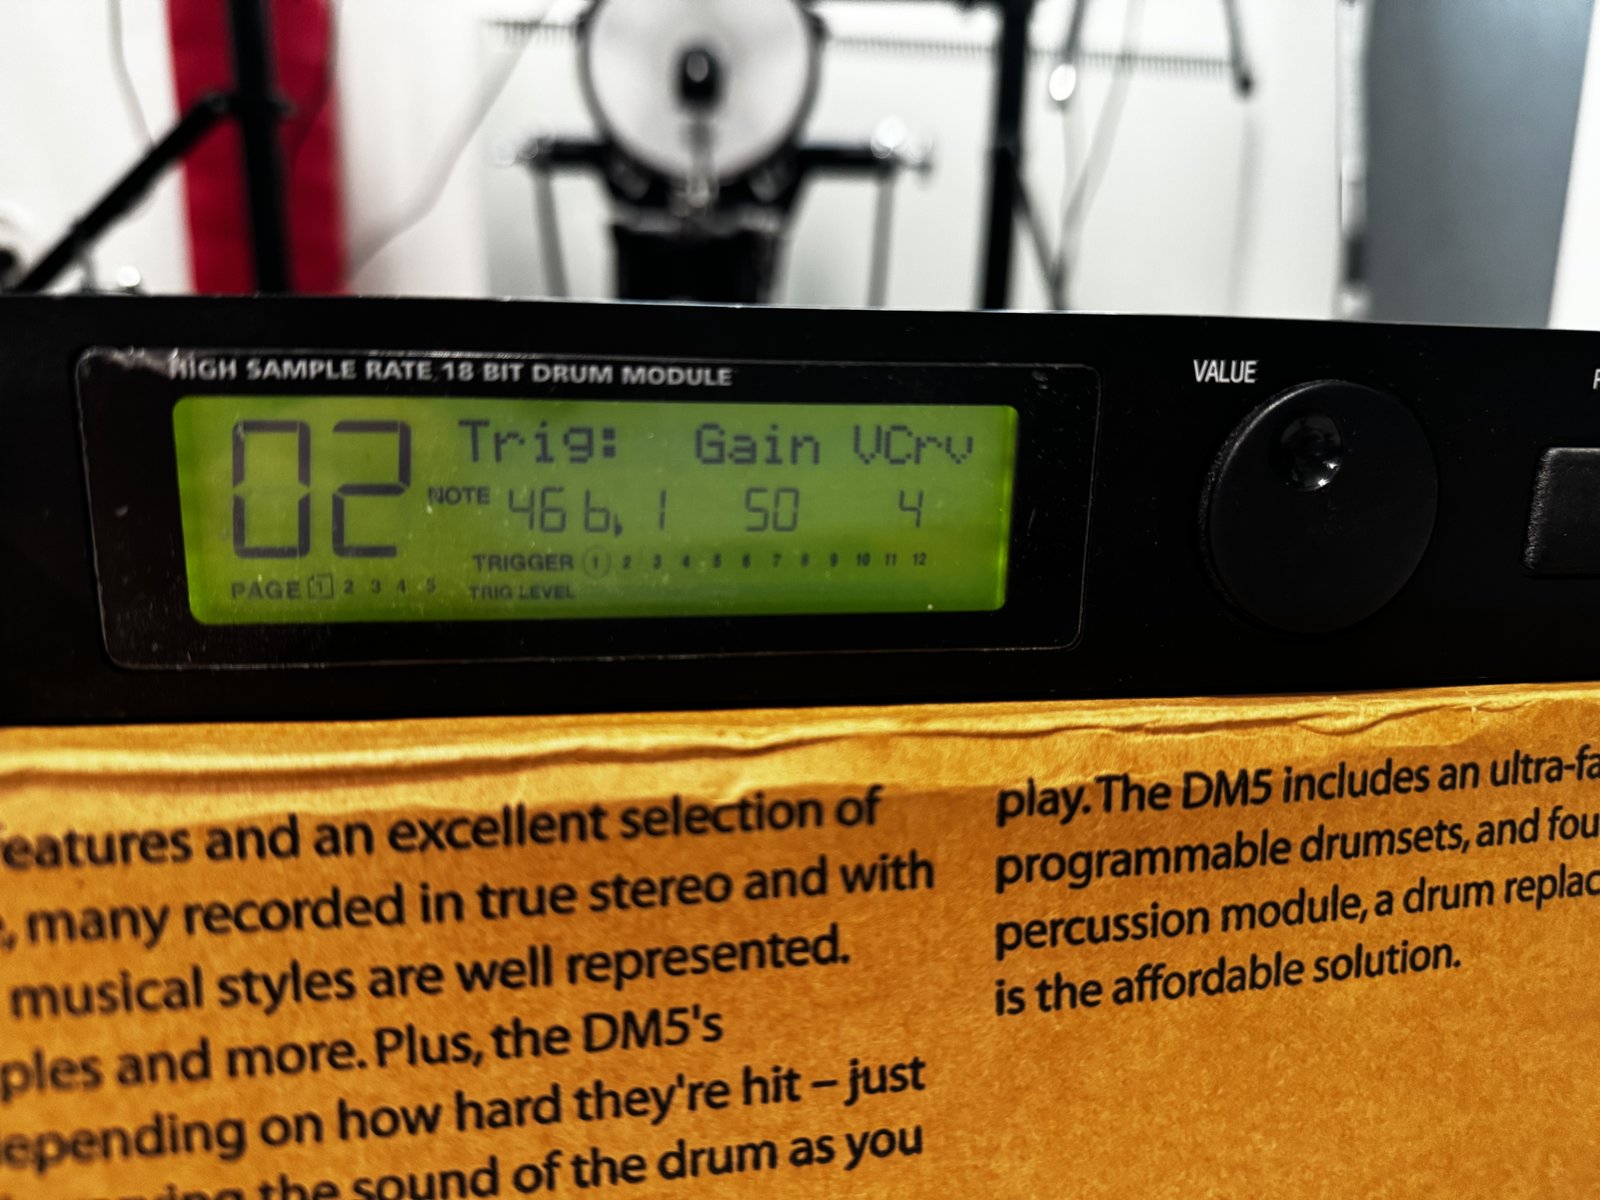 HIGH SAMPLE RATE 18 BIT DRUM MODULE
VALUE
02 Trig: Gain VCrv
NOTE 46 b, 1 50 4
TRIGGER 1 2 3 4 5 6 7 8 9 10 11 12
PAGE 1 2 3 4 5 TRIG LEVEL
features and an excellent selection of
many recorded in true stereo and with
musical styles are well represented.
ples and more. Plus, the DM5's
depending on how hard they're hit – just
the sound of the drum as you
play. The DM5 includes an ultra-fa
programmable drumsets, and fou
percussion module, a drum replac
is the affordable solution.